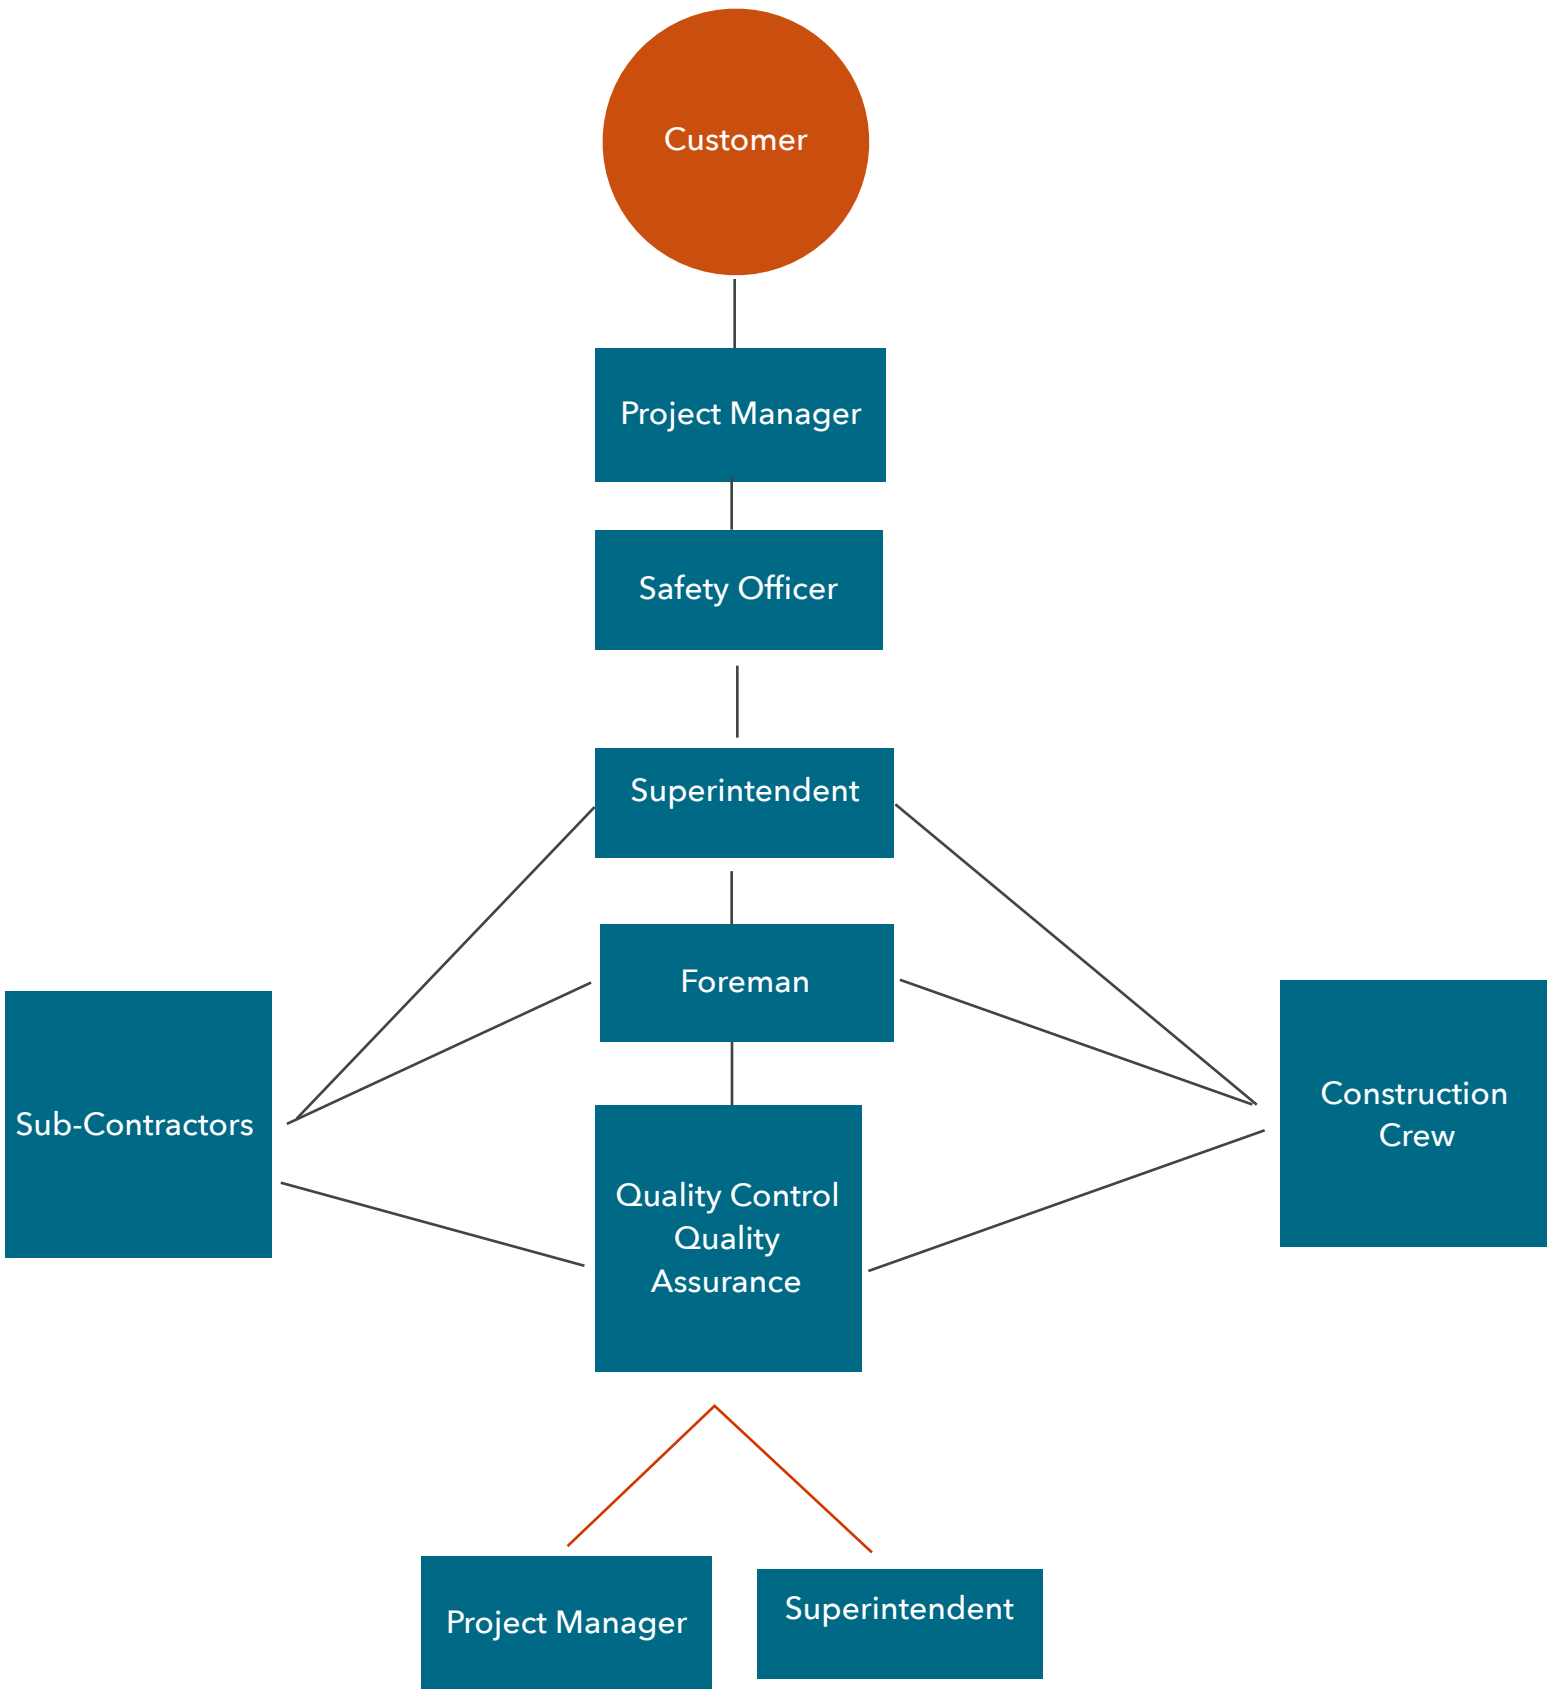 Customer
Project Manager
Safety Officer
Superintendent
Foreman
Sub-Contractors
Construction
Crew
Quality Control
Quality
Assurance
Project Manager
Superintendent